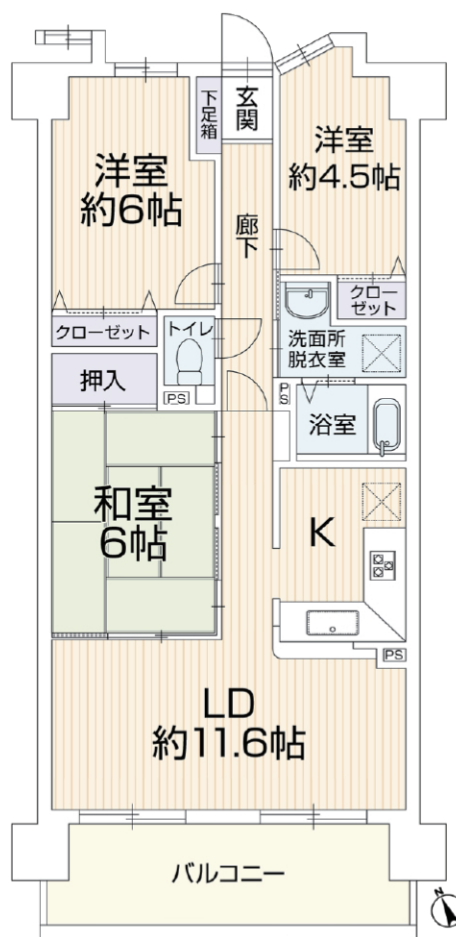 下足箱
玄関
洋室
約6帖
洋室
約4.5帖
廊下
クローゼット
トイレ
洗面所
脱衣室
クロー
ゼット
押入
PS
PS
浴室
和室
6帖
K
PS
LD
約11.6帖
バルコニー
N